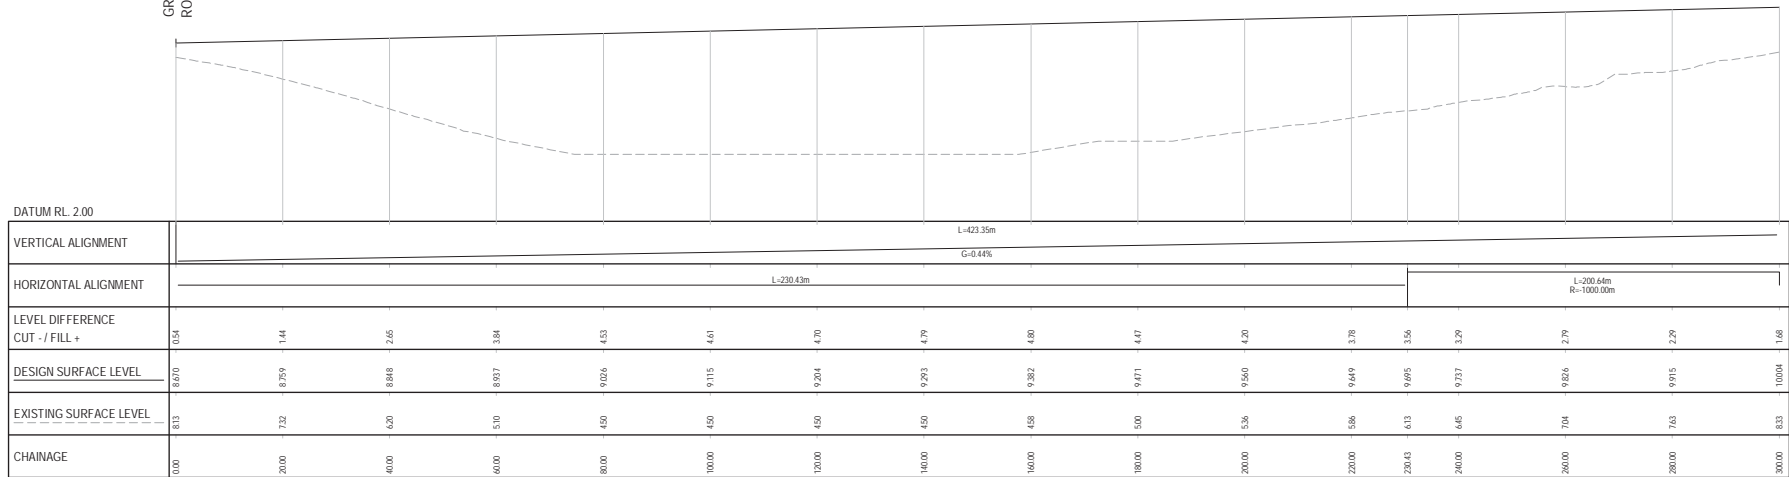 GR
RO
DATUM RL. 2.00
VERTICAL ALIGNMENT
L=423.35m
G=0.44%
HORIZONTAL ALIGNMENT
L=230.43m
L=200.64m
R=-1000.00m
LEVEL DIFFERENCE
CUT - / FILL +
0.54 1.44 2.65 3.84 4.53 4.61 4.70 4.79 4.80 4.47 4.20 3.78 3.56 3.29 2.79 2.29 1.68
DESIGN SURFACE LEVEL
8.670 8.759 8.848 8.937 9.026 9.115 9.204 9.293 9.382 9.471 9.560 9.649 9.695 9.737 9.826 9.915 10.004
EXISTING SURFACE LEVEL
8.13 7.32 6.20 5.10 4.50 4.50 4.50 4.50 4.58 5.00 5.36 5.86 6.13 6.45 7.04 7.63 8.33
CHAINAGE
0.00 20.00 40.00 60.00 80.00 100.00 120.00 140.00 160.00 180.00 200.00 220.00 230.43 240.00 260.00 280.00 300.00